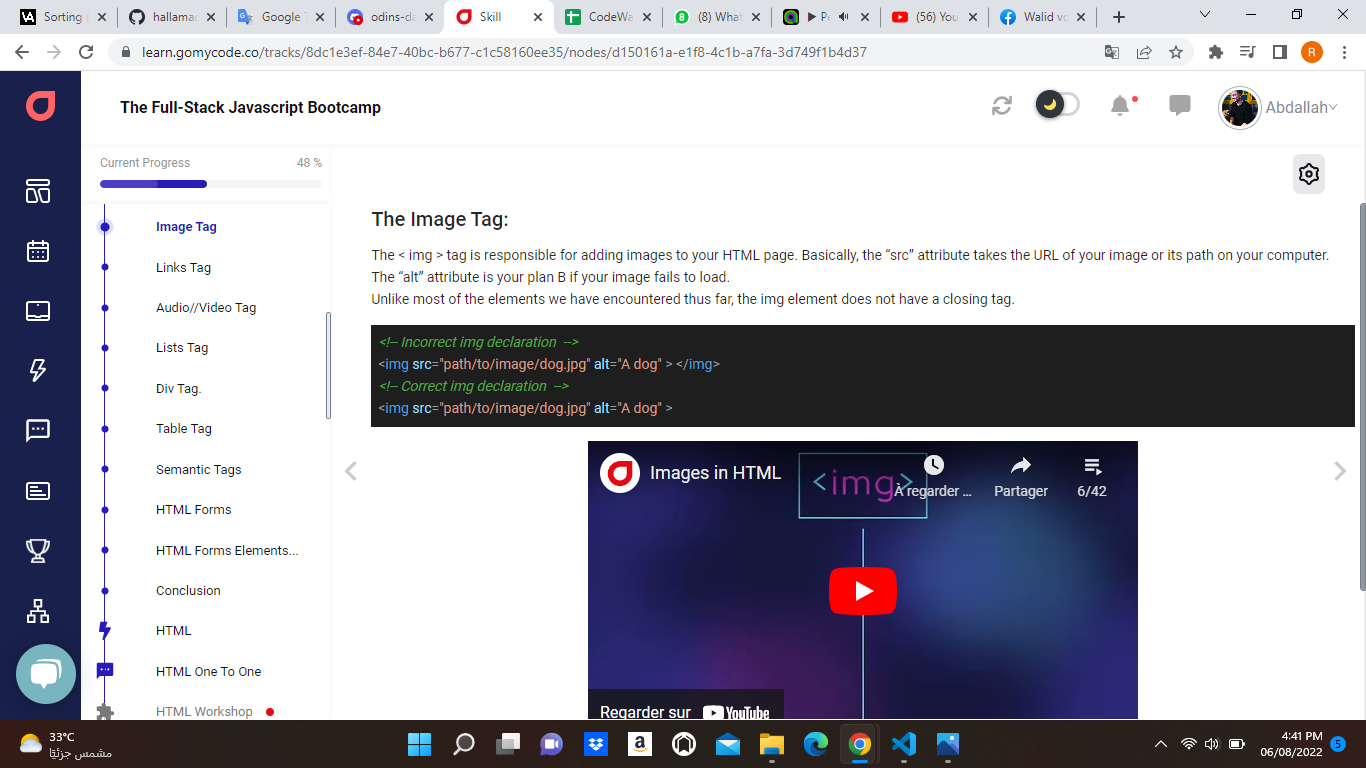 Sorting
hallamac
Google
odins-da
Skill
CodeWa
(8) What
(56) You
Walid vo
learn.gomycode.co/tracks/8dc1e3ef-84e7-40bc-b677-c1c58160ee35/nodes/d150161a-e1f8-4c1b-a7fa-3d749f1b4d37
R
The Full-Stack Javascript Bootcamp
Abdallah
Current Progress
48 %
Image Tag
Links Tag
Audio//Video Tag
Lists Tag
Div Tag.
Table Tag
Semantic Tags
HTML Forms
HTML Forms Elements...
Conclusion
HTML
HTML One To One
HTML Workshop
The Image Tag:
The < img > tag is responsible for adding images to your HTML page. Basically, the “src” attribute takes the URL of your image or its path on your computer.
The “alt” attribute is your plan B if your image fails to load.
Unlike most of the elements we have encountered thus far, the img element does not have a closing tag.
<!-- Incorrect img declaration -->
<img src="path/to/image/dog.jpg" alt="A dog" > </img>
<!-- Correct img declaration -->
<img src="path/to/image/dog.jpg" alt="A dog" >
Images in HTML
<img>
À regarder ...
Partager
6/42
Regarder sur YouTube
33°C
مشمس جزئيًا
4:41 PM
06/08/2022
5